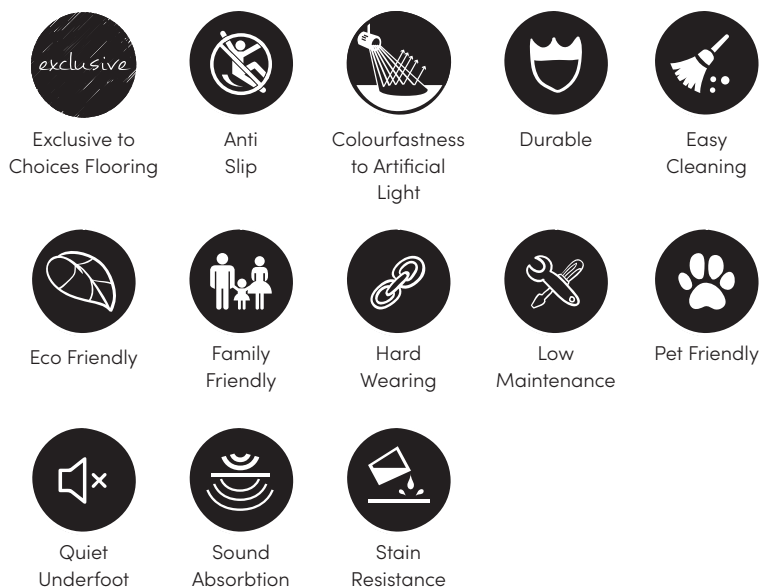 exclusive
Exclusive to
Choices Flooring
Anti
Slip
Colourfastness
to Artificial
Light
Durable
Easy
Cleaning
Eco Friendly
Family
Friendly
Hard
Wearing
Low
Maintenance
Pet Friendly
Quiet
Underfoot
Sound
Absorbtion
Stain
Resistance